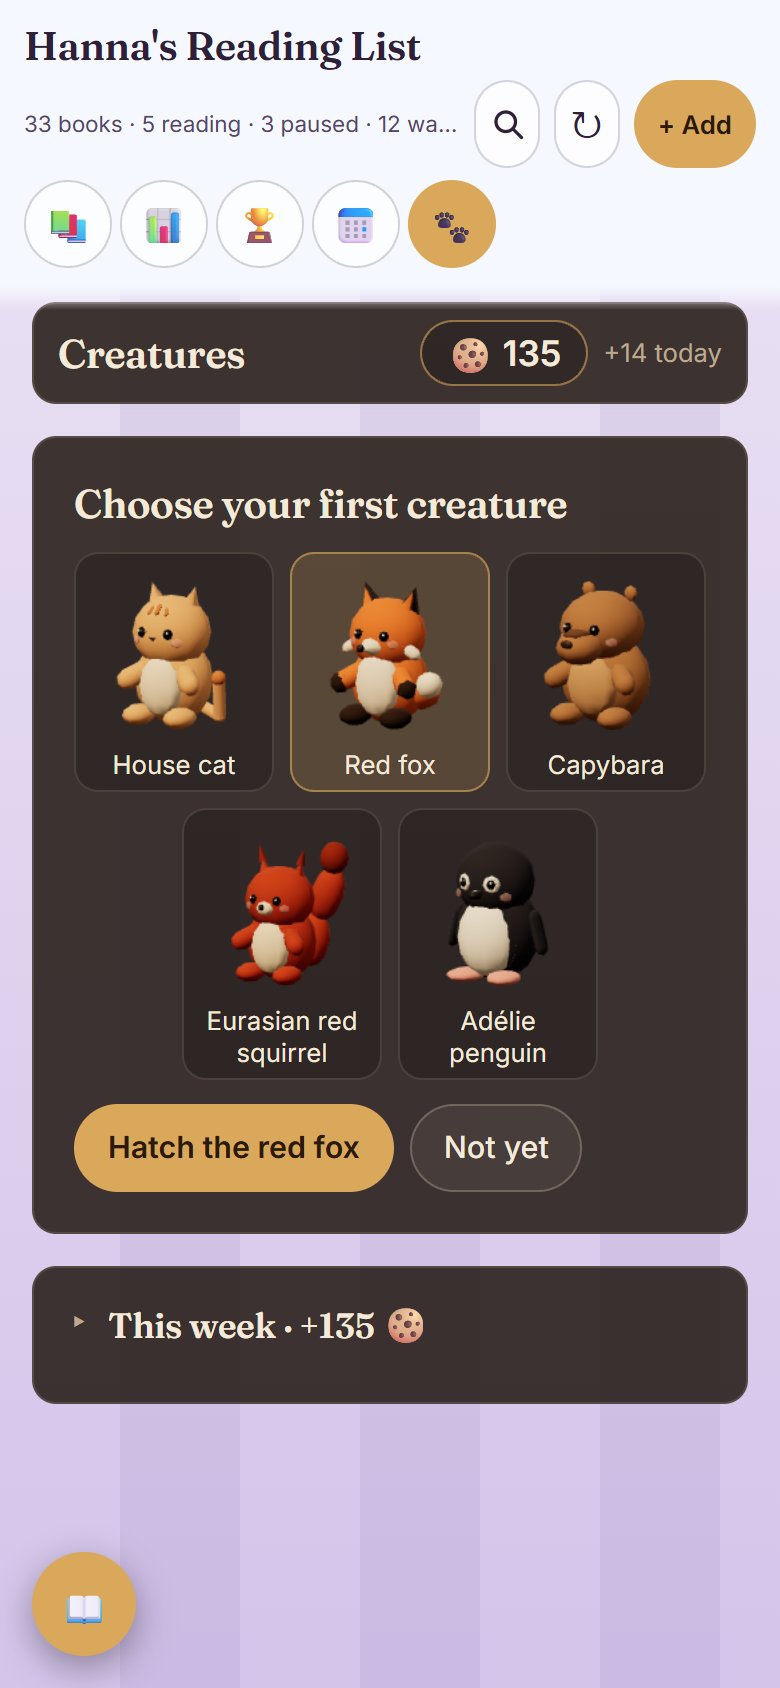 Hanna's Reading List
33 books · 5 reading · 3 paused · 12 wa...
+ Add
Creatures
135
+14 today
Choose your first creature
House cat
Red fox
Capybara
Eurasian red
squirrel
Adélie
penguin
Hatch the red fox
Not yet
This week · +135